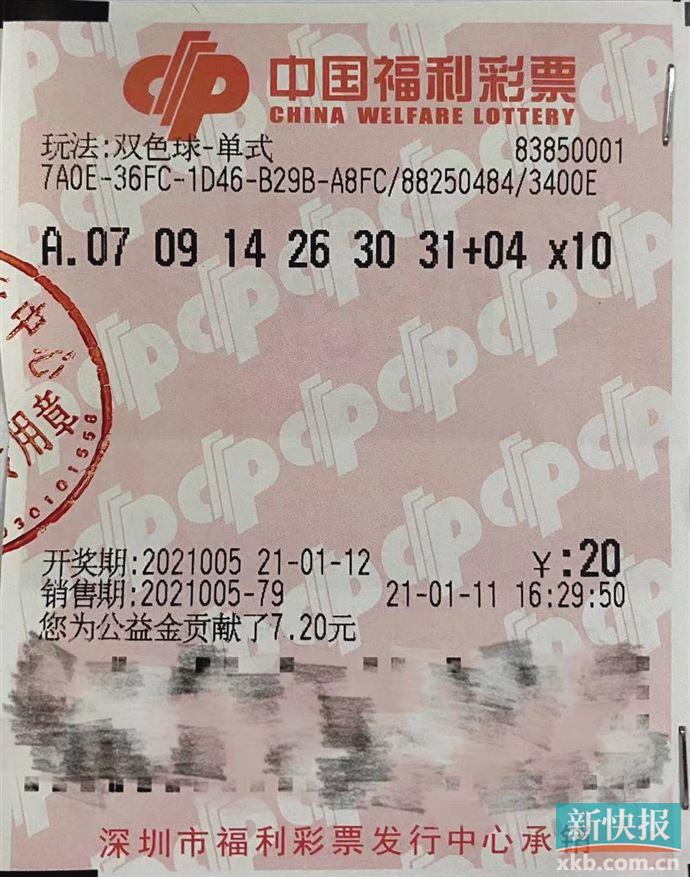 中国福利彩票
CHINA WELFARE LOTTERY
玩法:双色球-单式 83850001
7A0E-36FC-1D46-B29B-A8FC/88250484/3400E
A.07 09 14 26 30 31+04 x10
用章
30101558
开奖期:2021005 21-01-12 ￥:20
销售期:2021005-79 21-01-11 16:29:50
您为公益金贡献了7.20元
深圳市福利彩票发行中心承销
新快报
xkb.com.cn